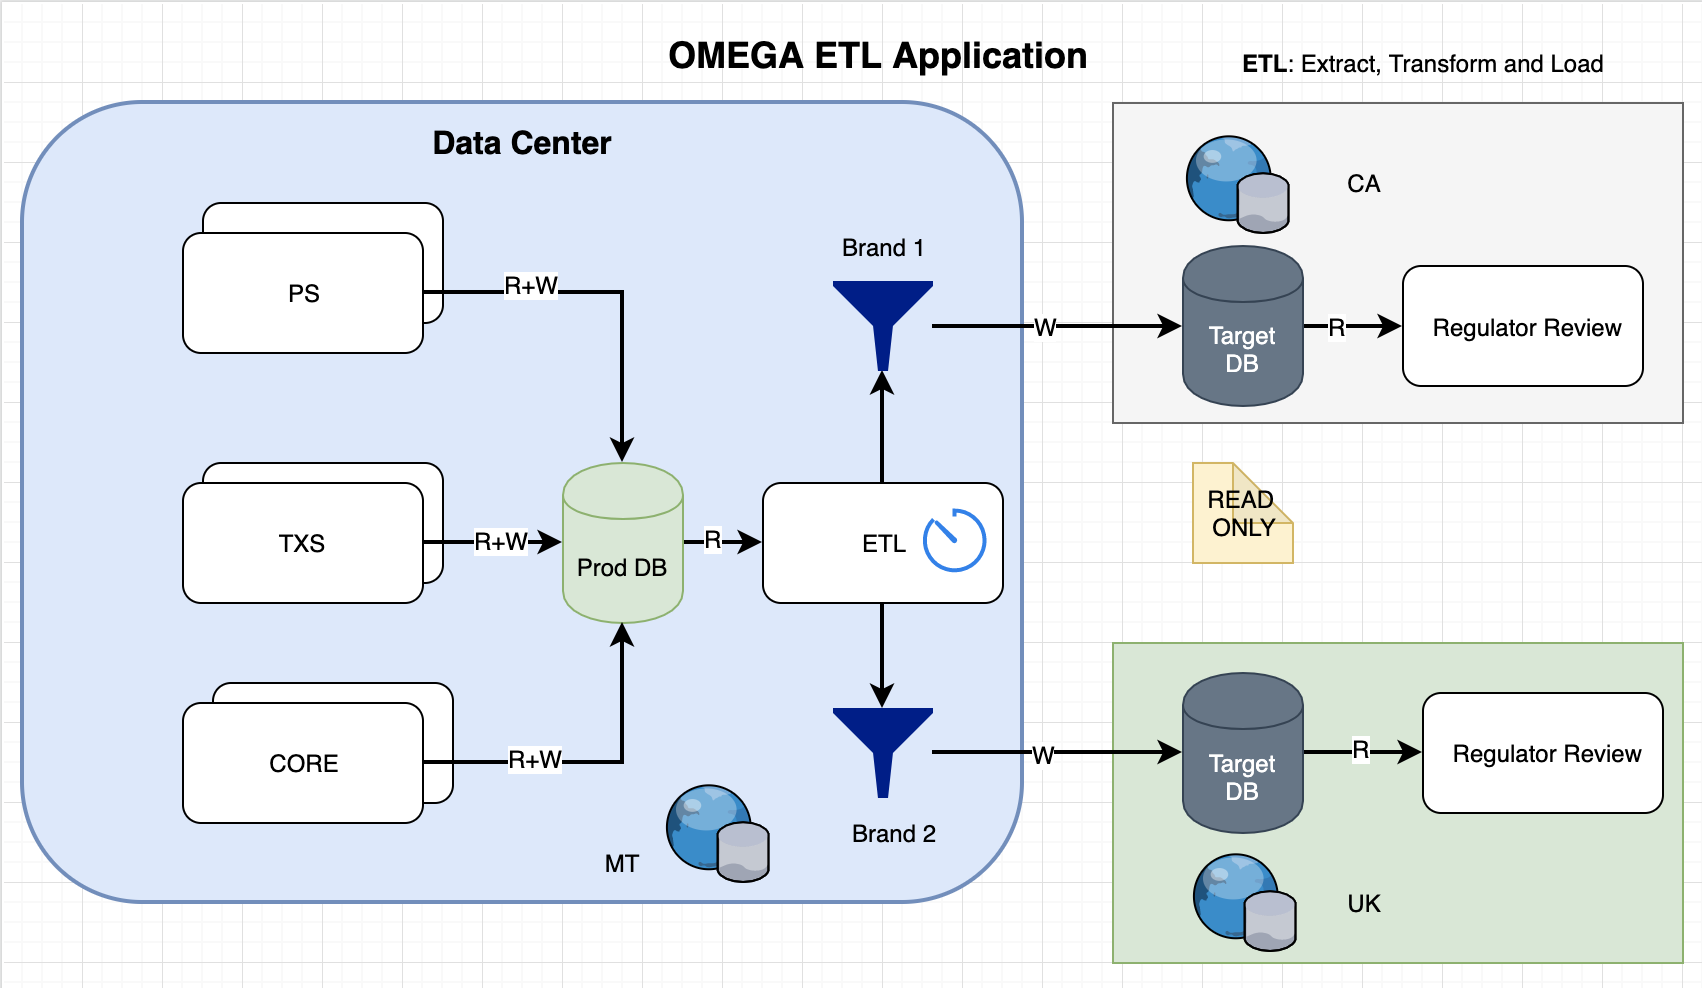 OMEGA ETL Application
ETL: Extract, Transform and Load
Data Center
PS
R+W
TXS
R+W
CORE
R+W
Prod DB
R
ETL
Brand 1
Brand 2
MT
W
W
CA
Target
DB
R
Regulator Review
READ
ONLY
Target
DB
R
Regulator Review
UK